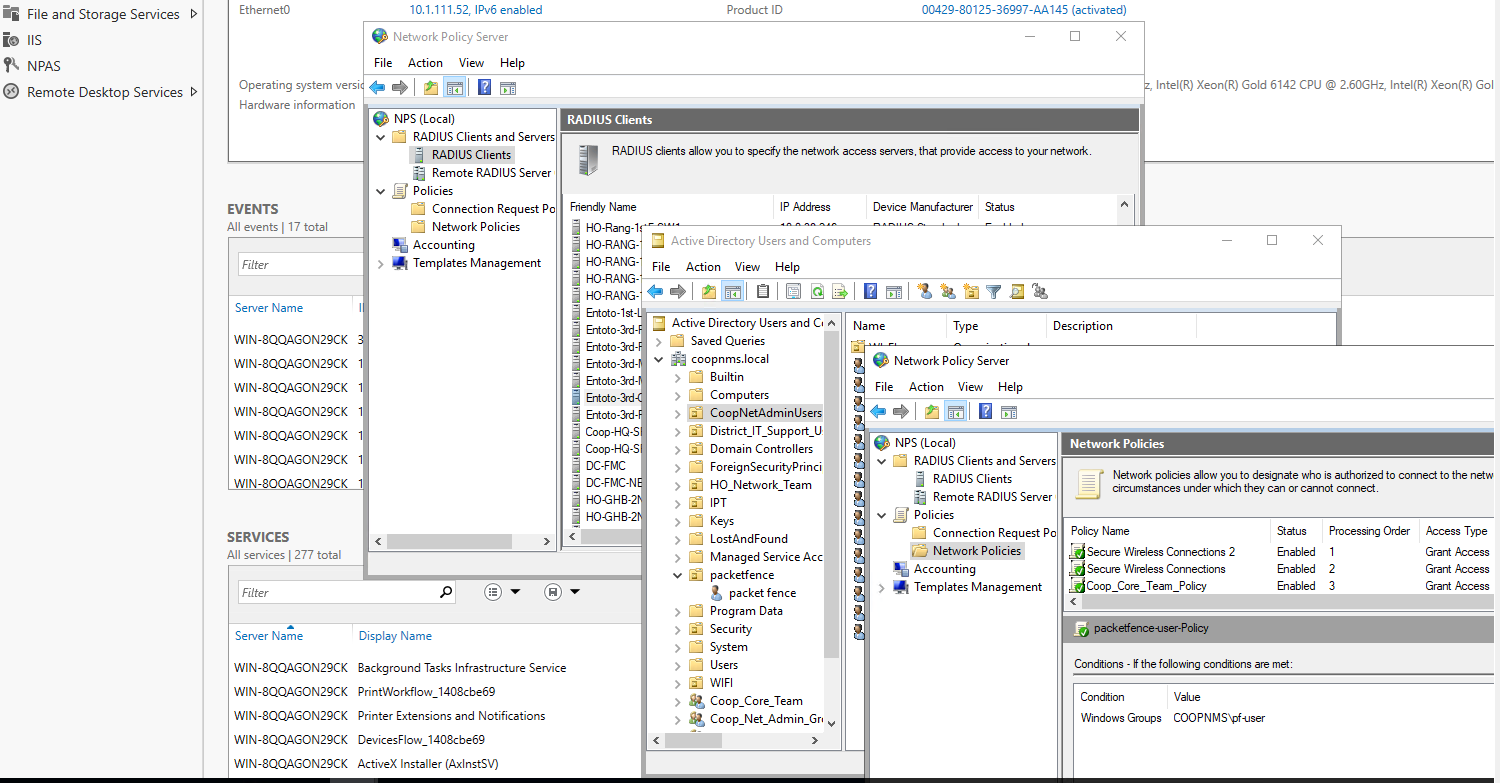 File and Storage Services
IIS
NPAS
Remote Desktop Services
Ethernet0 10.1.111.52, IPv6 enabled Product ID 00429-80125-36997-AA145 (activated)
Operating system versio
Hardware information
z, Intel(R) Xeon(R) Gold 6142 CPU @ 2.60GHz, Intel(R) Xeon(R) Gol
EVENTS
All events | 17 total
Filter
Server Name
WIN-8QQAGON29CK 3
WIN-8QQAGON29CK 1
WIN-8QQAGON29CK 1
WIN-8QQAGON29CK 1
WIN-8QQAGON29CK 1
WIN-8QQAGON29CK 1
WIN-8QQAGON29CK 1
SERVICES
All services | 277 total
Filter
Server Name Display Name
WIN-8QQAGON29CK Background Tasks Infrastructure Service
WIN-8QQAGON29CK PrintWorkflow_1408cbe69
WIN-8QQAGON29CK Printer Extensions and Notifications
WIN-8QQAGON29CK DevicesFlow_1408cbe69
WIN-8QQAGON29CK ActiveX Installer (AxInstSV)
Network Policy Server
File Action View Help
NPS (Local)
RADIUS Clients and Servers
RADIUS Clients
Remote RADIUS Server
Policies
Connection Request Po
Network Policies
Accounting
Templates Management
RADIUS Clients
RADIUS clients allow you to specify the network access servers, that provide access to your network.
Friendly Name IP Address Device Manufacturer Status
HO-RANG-1
HO-RANG-1
HO-RANG-1
HO-RANG-1
Entoto-1st-L
Entoto-3rd-F
Entoto-3rd-F
Entoto-3rd-M
Entoto-3rd-M
Entoto-3rd-C
Entoto-3rd-F
Coop-HQ-S
Coop-HQ-S
DC-FMC
DC-FMC-NE
HO-GHB-2N
HO-GHB-2N
Active Directory Users and Computers
File Action View Help
Active Directory Users and Co
Saved Queries
coopnms.local
Builtin
Computers
CoopNetAdminUsers
District_IT_Support_U
Domain Controllers
ForeignSecurityPrinci
HO_Network_Team
IPT
Keys
LostAndFound
Managed Service Acc
packetfence
packet fence
Program Data
Security
System
Users
WIFI
Coop_Core_Team
Coop_Net_Admin_Gr
Name Type Description
Network Policy Server
File Action View Help
NPS (Local)
RADIUS Clients and Servers
RADIUS Clients
Remote RADIUS Server
Policies
Connection Request Po
Network Policies
Accounting
Templates Management
Network Policies
Network policies allow you to designate who is authorized to connect to the netw
circumstances under which they can or cannot connect.
Policy Name Status Processing Order Access Type
Secure Wireless Connections 2 Enabled 1 Grant Access
Secure Wireless Connections Enabled 2 Grant Access
Coop_Core_Team_Policy Enabled 3 Grant Access
packetfence-user-Policy
Conditions - If the following conditions are met:
Condition Value
Windows Groups COOPNMS\pf-user